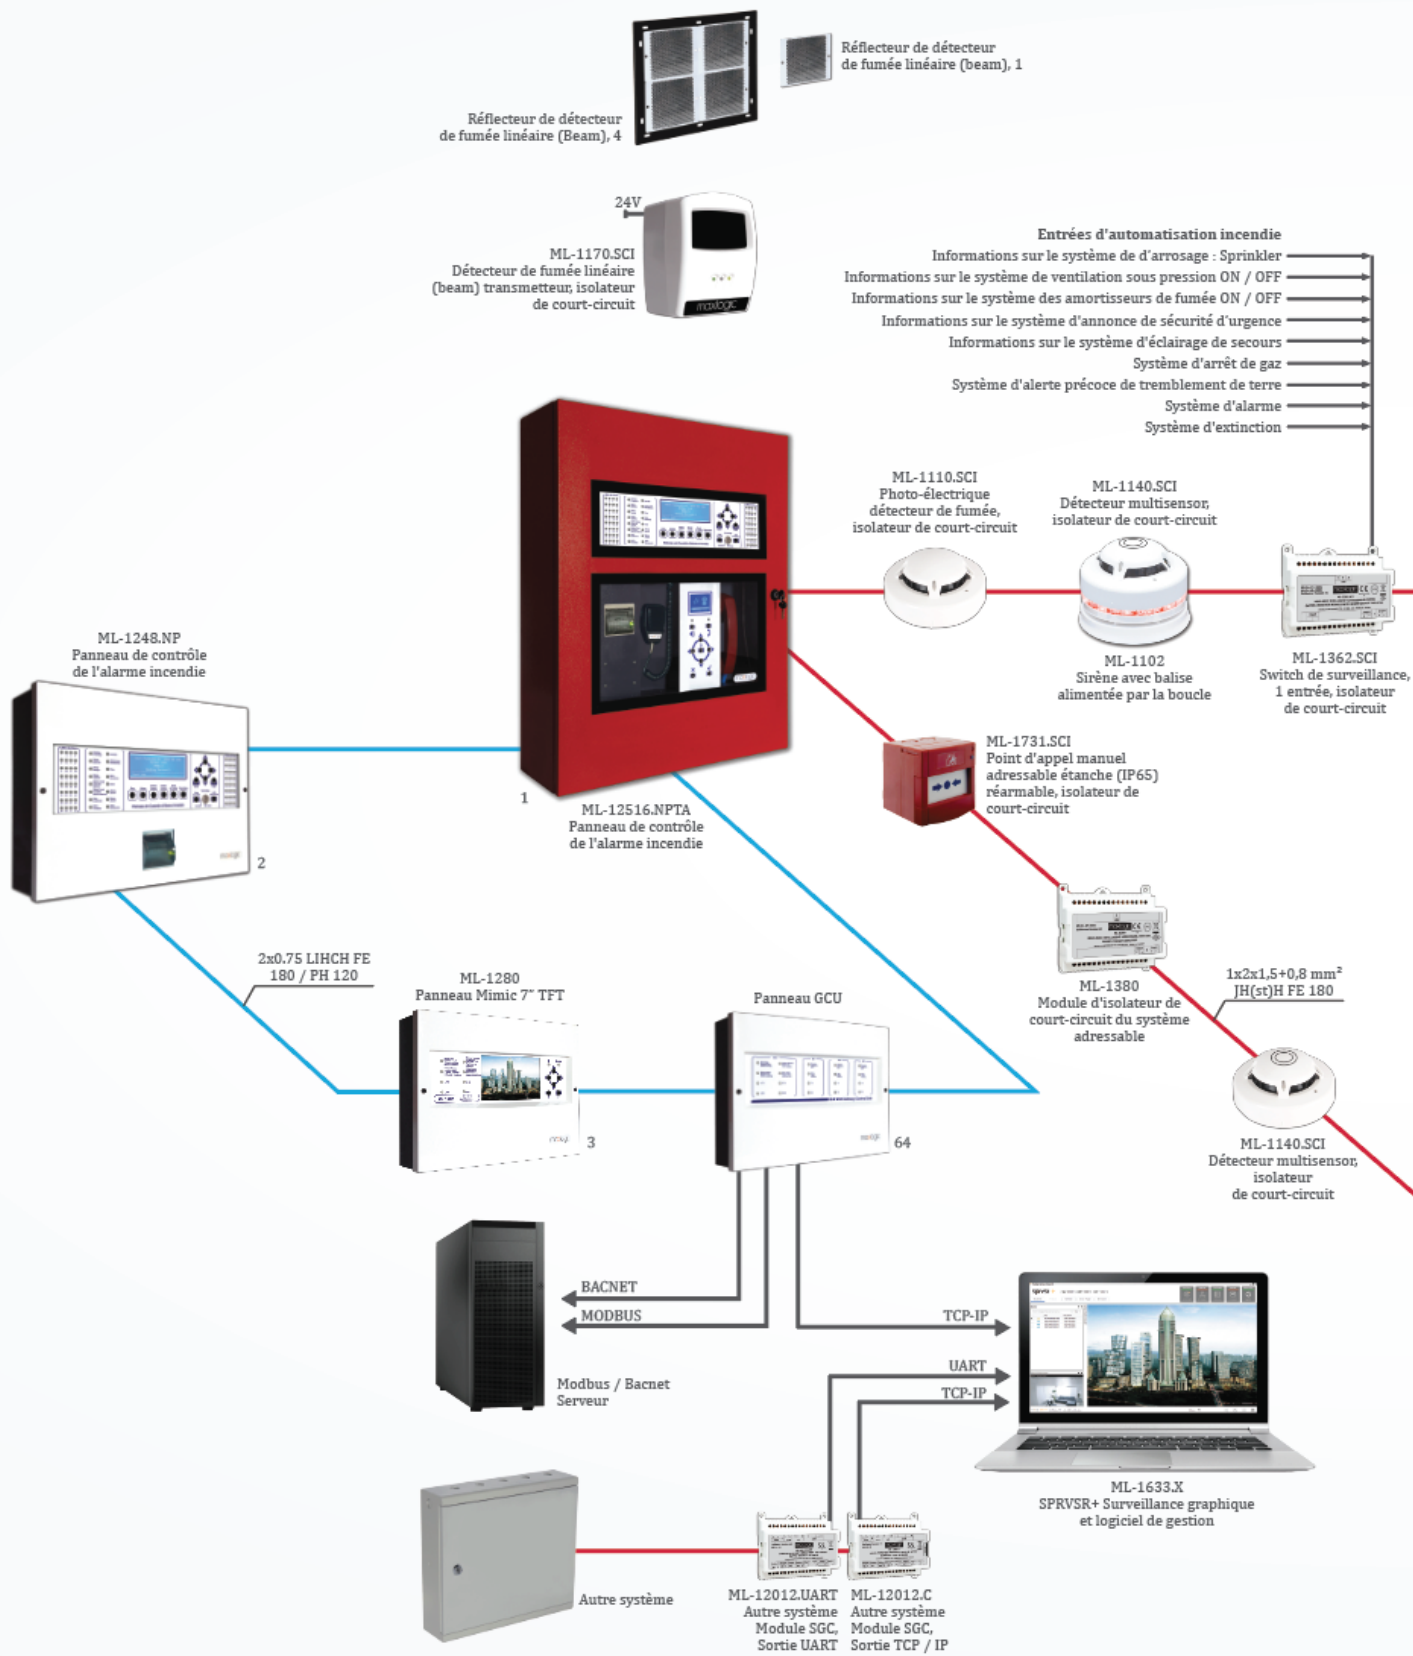 Réflecteur de détecteur
de fumée linéaire (beam), 1
Réflecteur de détecteur
de fumée linéaire (Beam), 4
24V
ML-1170.SCI
Détecteur de fumée linéaire
(beam) transmetteur, isolateur
de court-circuit
maxlogic
Entrées d'automatisation incendie
Informations sur le système de d'arrosage : Sprinkler
Informations sur le système de ventilation sous pression ON / OFF
Informations sur le système des amortisseurs de fumée ON / OFF
Informations sur le système d'annonce de sécurité d'urgence
Informations sur le système d'éclairage de secours
Système d'arrêt de gaz
Système d'alerte précoce de tremblement de terre
Système d'alarme
Système d'extinction
ML-1110.SCI
Photo-électrique
détecteur de fumée,
isolateur de court-circuit
ML-1140.SCI
Détecteur multisensor,
isolateur de court-circuit
ML-1102
Sirène avec balise
alimentée par la boucle
ML-1362.SCI
Switch de surveillance,
1 entrée, isolateur
de court-circuit
ML-1248.NP
Panneau de contrôle
de l'alarme incendie
2
1
ML-12516.NPTA
Panneau de contrôle
de l'alarme incendie
ML-1731.SCI
Point d'appel manuel
adressable étanche (IP65)
réarmable, isolateur de
court-circuit
ML-1380
Module d'isolateur de
court-circuit du système
adressable
1x2x1,5+0,8 mm²
JH(st)H FE 180
ML-1140.SCI
Détecteur multisensor,
isolateur
de court-circuit
2x0.75 LIHCH FE
180 / PH 120
ML-1280
Panneau Mimic 7" TFT
3
Panneau GCU
64
BACNET
MODBUS
Modbus / Bacnet
Serveur
TCP-IP
UART
TCP-IP
ML-1633.X
SPRVSR+ Surveillance graphique
et logiciel de gestion
Autre système
ML-12012.UART
Autre système
Module SGC,
Sortie UART
ML-12012.C
Autre système
Module SGC,
Sortie TCP / IP